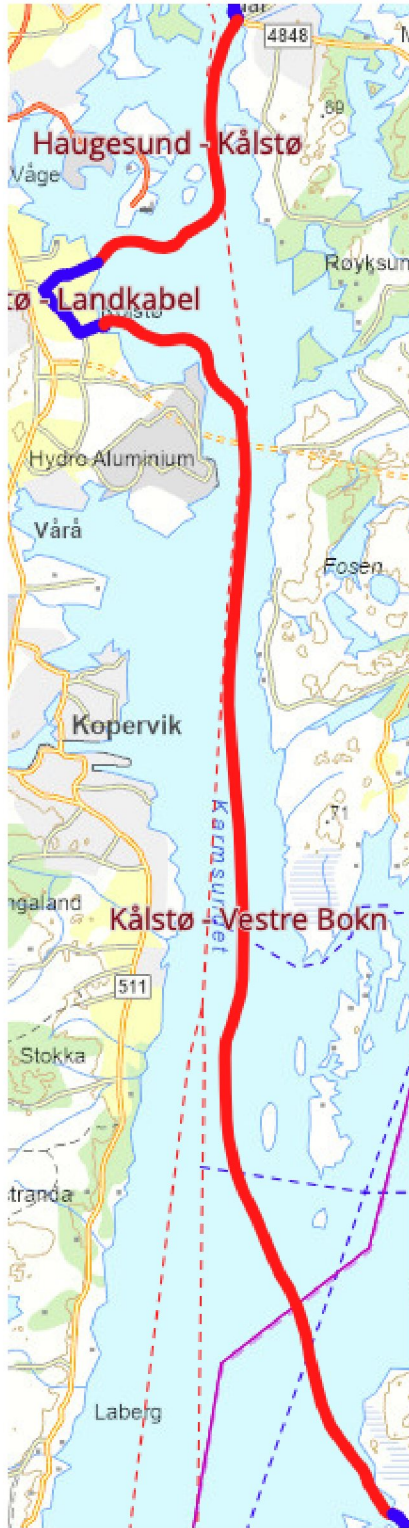 4848
69
Haugesund - Kålstø
Våge
Røyksun
tø - Landkabel
Hydro Aluminium
Vårå
Fosen
Kopervik
71
Karmsundet
Kålstø - Vestre Bokn
ngaland
511
Stokka
tranda
Laberg